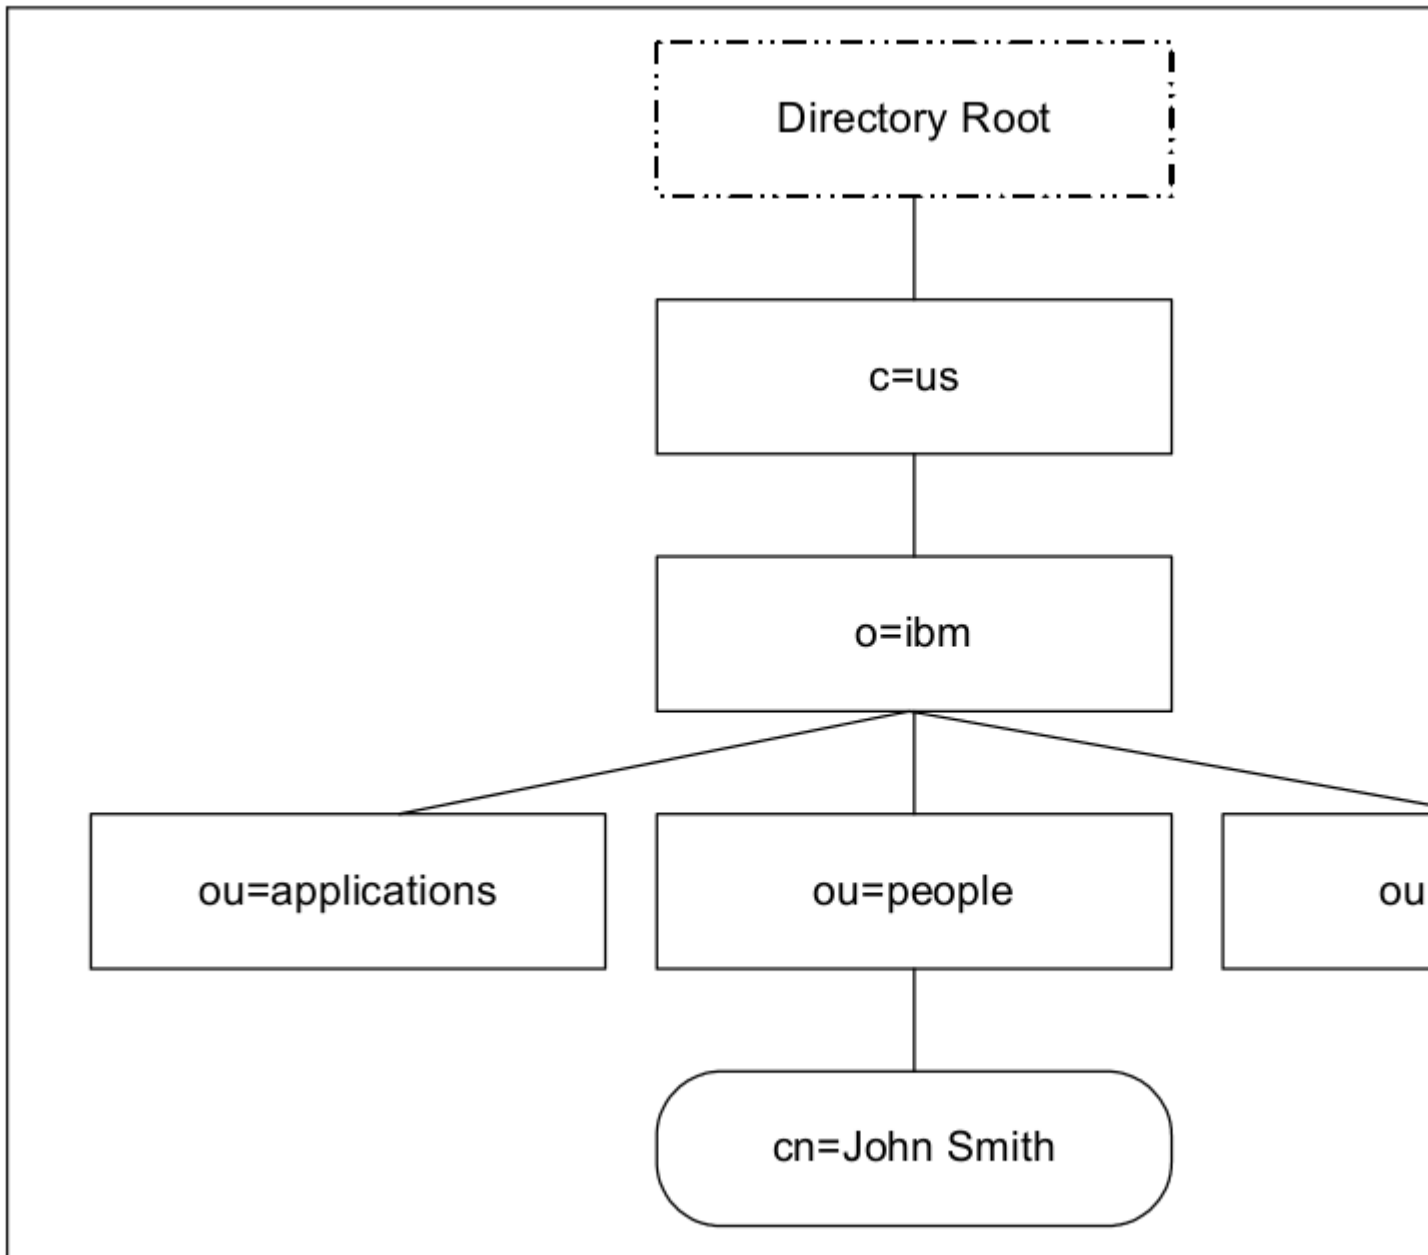 Directory Root
c=us
o=ibm
ou=applications
ou=people
ou
cn=John Smith